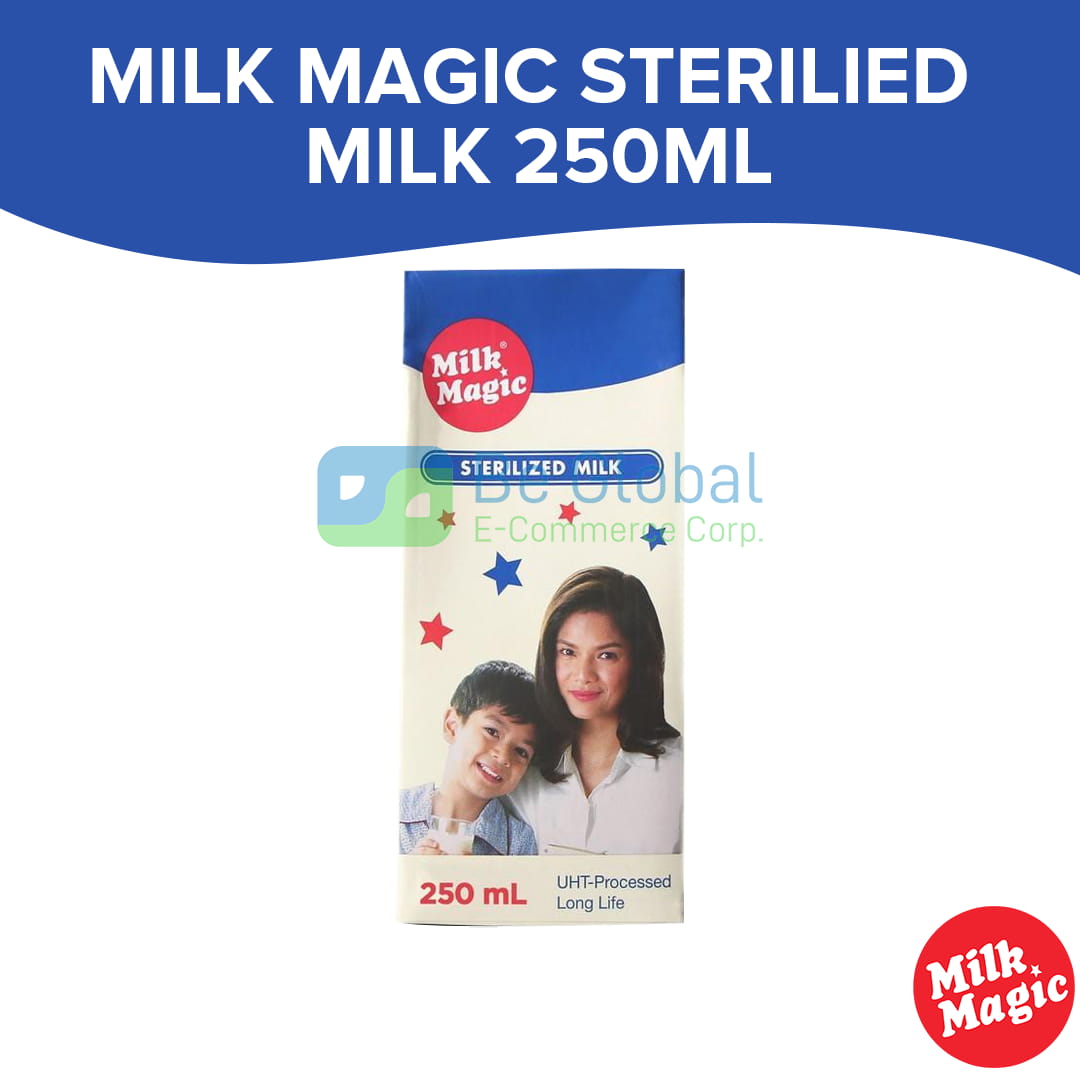 MILK MAGIC STERILIED
MILK 250ML
Milk®
Magic
STERILIZED MILK
Be Global
E-Commerce Corp.
250 mL
UHT-Processed
Long Life
Milk
Magic